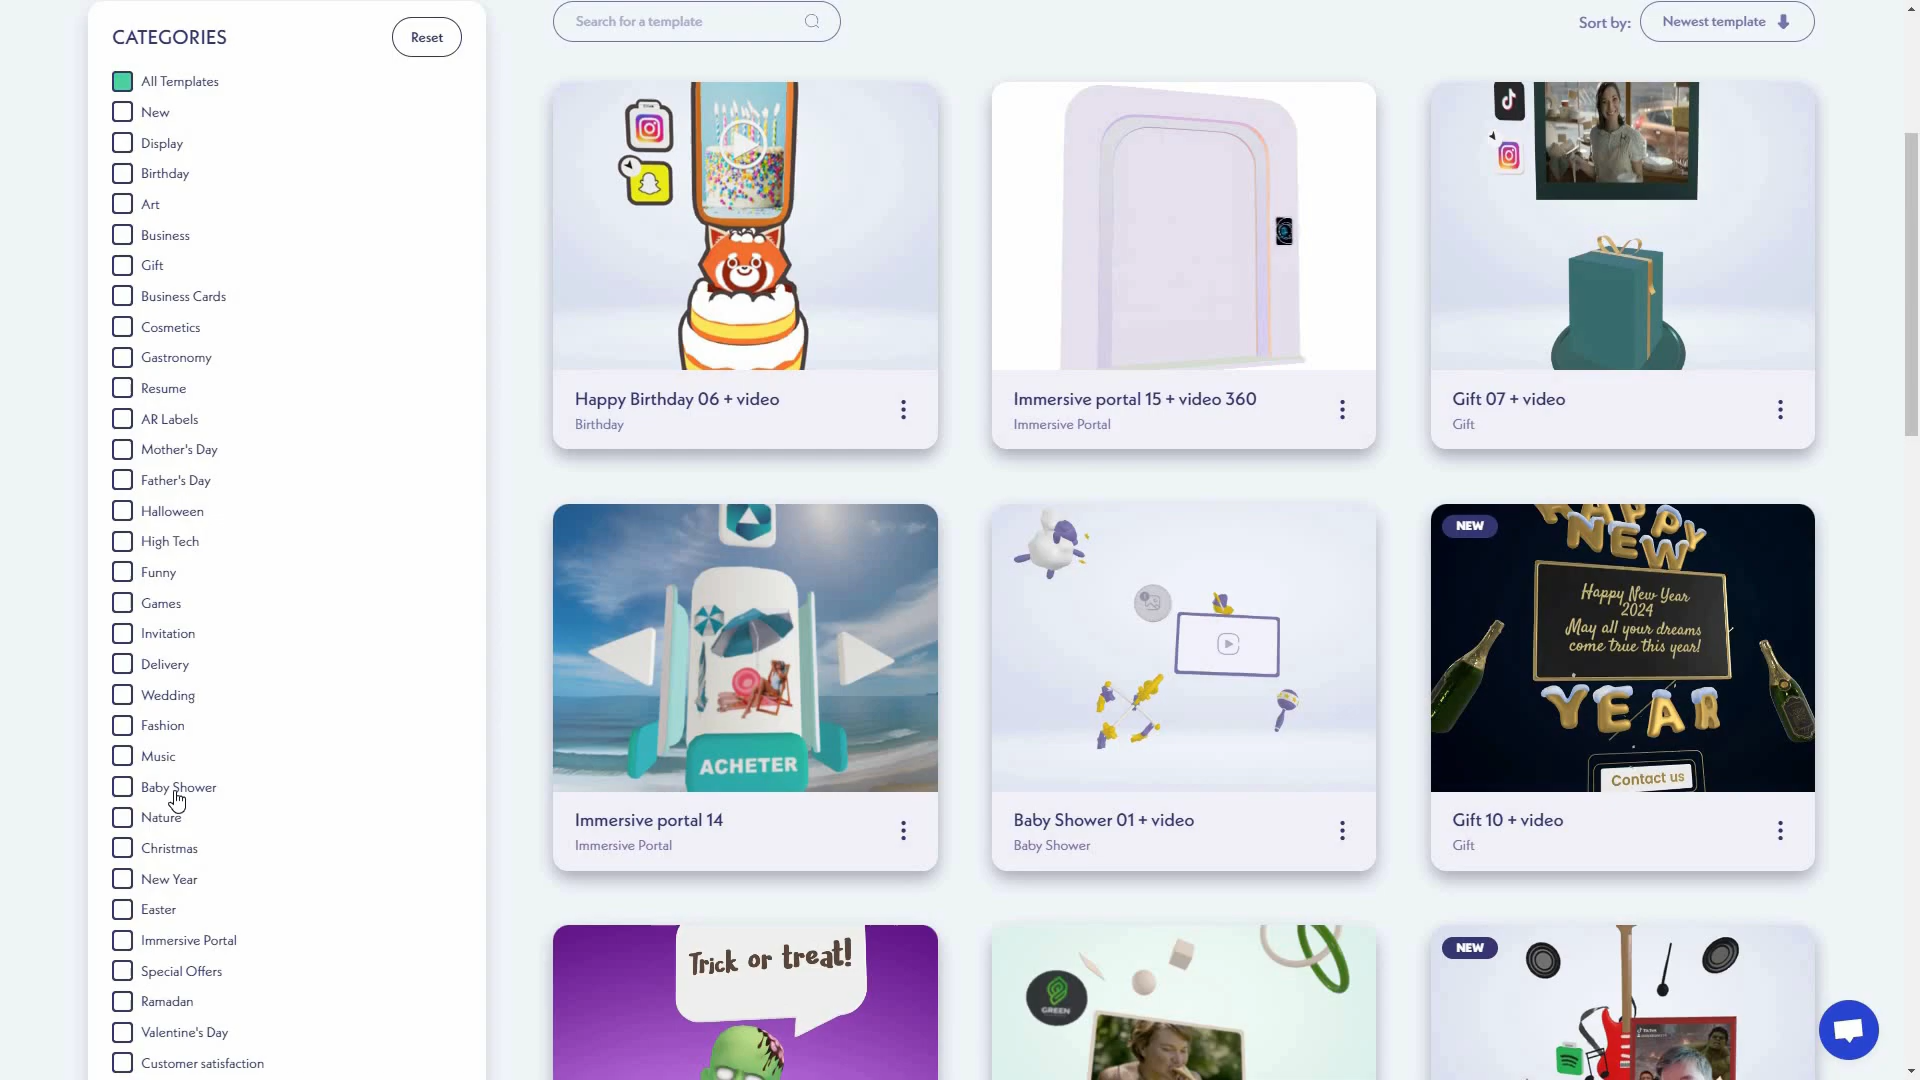 CATEGORIES
Reset
All Templates
New
Display
Birthday
Art
Business
Gift
Business Cards
Cosmetics
Gastronomy
Resume
AR Labels
Mother's Day
Father's Day
Halloween
High Tech
Funny
Games
Invitation
Delivery
Wedding
Fashion
Music
Baby Shower
Nature
Christmas
New Year
Easter
Immersive Portal
Special Offers
Ramadan
Valentine's Day
Customer satisfaction
Search for a template
Sort by:
Newest template
Happy Birthday 06 + video
Birthday
Immersive portal 15 + video 360
Immersive Portal
Gift 07 + video
Gift
ACHETER
Immersive portal 14
Immersive Portal
Baby Shower 01 + video
Baby Shower
NEW
HAPPY
NEW
Happy New Year
2024
May all your dreams
come true this year!
YEAR
Contact us
Gift 10 + video
Gift
Trick or treat!
GREEN
NEW